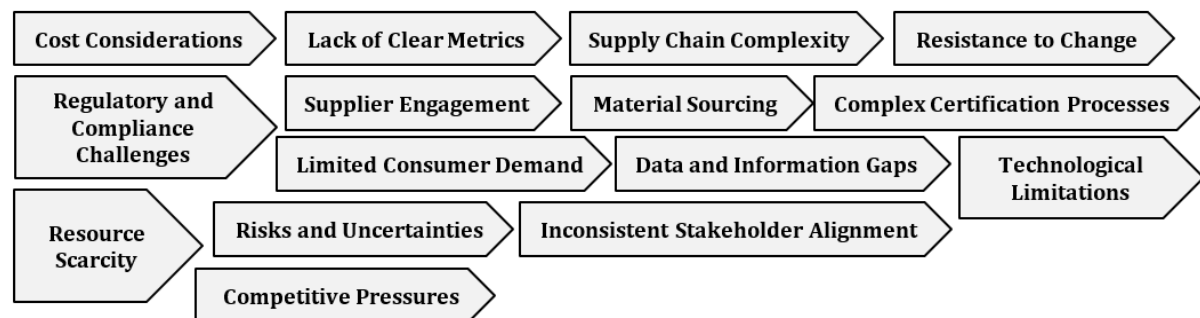 Cost Considerations
Lack of Clear Metrics
Supply Chain Complexity
Resistance to Change
Regulatory and
Compliance
Challenges
Supplier Engagement
Material Sourcing
Complex Certification Processes
Limited Consumer Demand
Data and Information Gaps
Technological
Limitations
Resource
Scarcity
Risks and Uncertainties
Inconsistent Stakeholder Alignment
Competitive Pressures